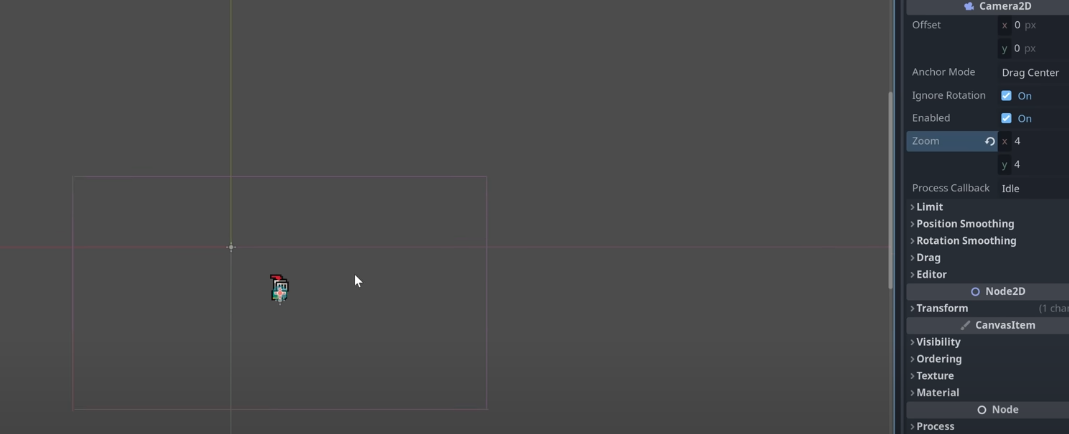 Camera2D
Offset x 0 px
y 0 px
Anchor Mode Drag Center
Ignore Rotation On
Enabled On
Zoom x 4
y 4
Process Callback Idle
Limit
Position Smoothing
Rotation Smoothing
Drag
Editor
Node2D
Transform (1 cha
CanvasItem
Visibility
Ordering
Texture
Material
Node
Process